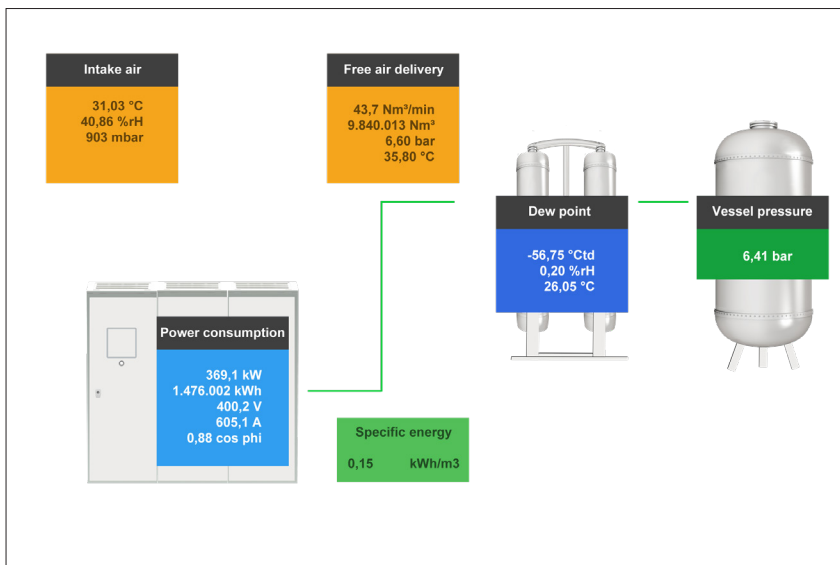 Intake air
31,03 °C
40,86 %rH
903 mbar
Free air delivery
43,7 Nm³/min
9.840.013 Nm³
6,60 bar
35,80 °C
Dew point
-56,75 °Ctd
0,20 %rH
26,05 °C
Vessel pressure
6,41 bar
Power consumption
369,1 kW
1.476.002 kWh
400,2 V
605,1 A
0,88 cos phi
Specific energy
0,15 kWh/m3